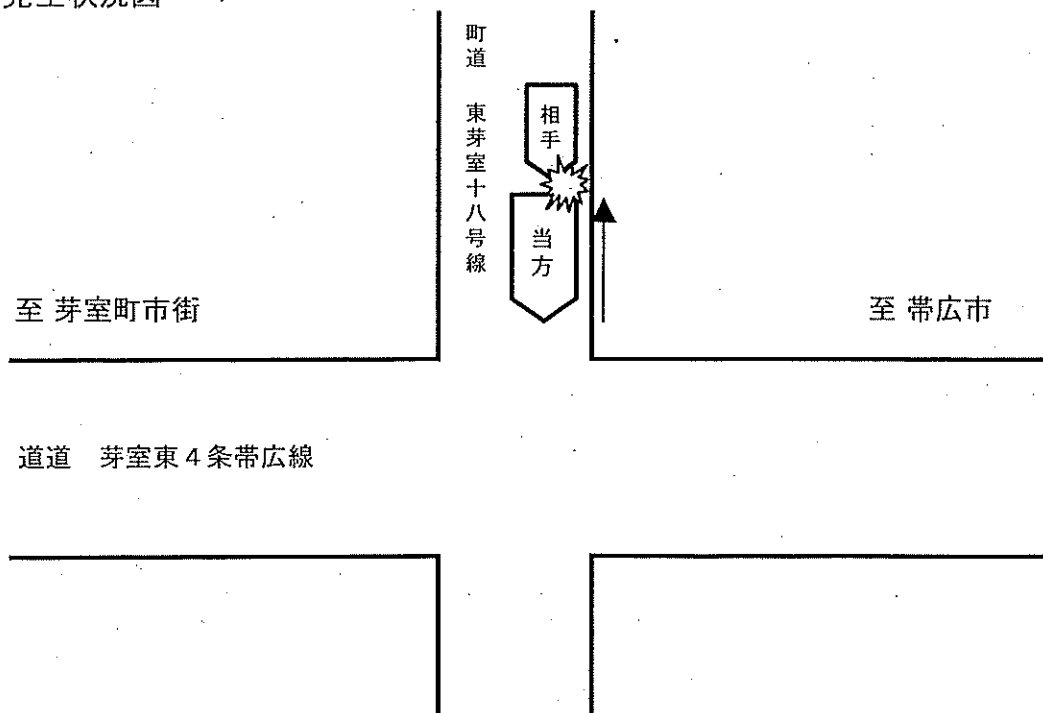 町道 東芽室十八号線
相手
当方
至 芽室町市街
至 帯広市
道道 芽室東4条帯広線